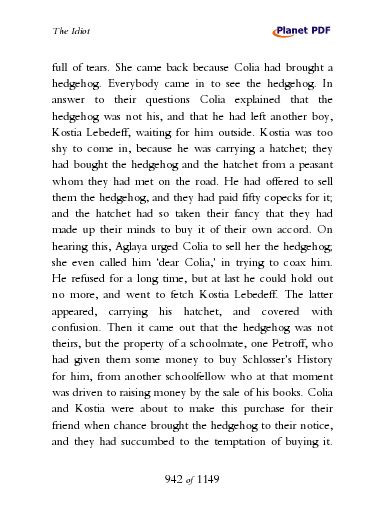 The Idiot
Planet PDF
full of tears. She came back because Colia had brought a
hedgehog. Everybody came in to see the hedgehog. In
answer to their questions Colia explained that the
hedgehog was not his, and that he had left another boy,
Kostia Lebedeff, waiting for him outside. Kostia was too
shy to come in, because he was carrying a hatchet; they
had bought the hedgehog and the hatchet from a peasant
whom they had met on the road. He had offered to sell
them the hedgehog, and they had paid fifty copecks for it;
and the hatchet had so taken their fancy that they had
made up their minds to buy it of their own accord. On
hearing this, Aglaya urged Colia to sell her the hedgehog;
she even called him ‘dear Colia,’ in trying to coax him.
He refused for a long time, but at last he could hold out
no more, and went to fetch Kostia Lebedeff. The latter
appeared, carrying his hatchet, and covered with
confusion. Then it came out that the hedgehog was not
theirs, but the property of a schoolmate, one Petroff, who
had given them some money to buy Schlosser's History
for him, from another schoolfellow who at that moment
was driven to raising money by the sale of his books. Colia
and Kostia were about to make this purchase for their
friend when chance brought the hedgehog to their notice,
and they had succumbed to the temptation of buying it.
942 of 1149